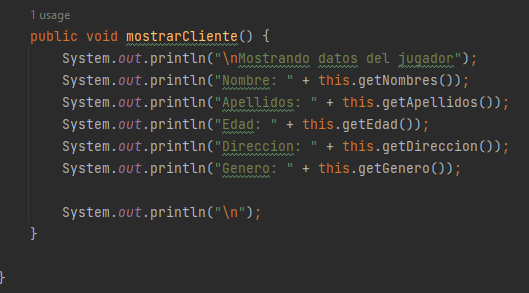 1 usage
public void mostrarCliente() {
System.out.println("\nMostrando datos del jugador");
System.out.println("Nombre: " + this.getNombres());
System.out.println("Apellidos: " + this.getApellidos());
System.out.println("Edad: " + this.getEdad());
System.out.println("Direccion: " + this.getDireccion());
System.out.println("Genero: " + this.getGenero());
System.out.println("\n");
}
}